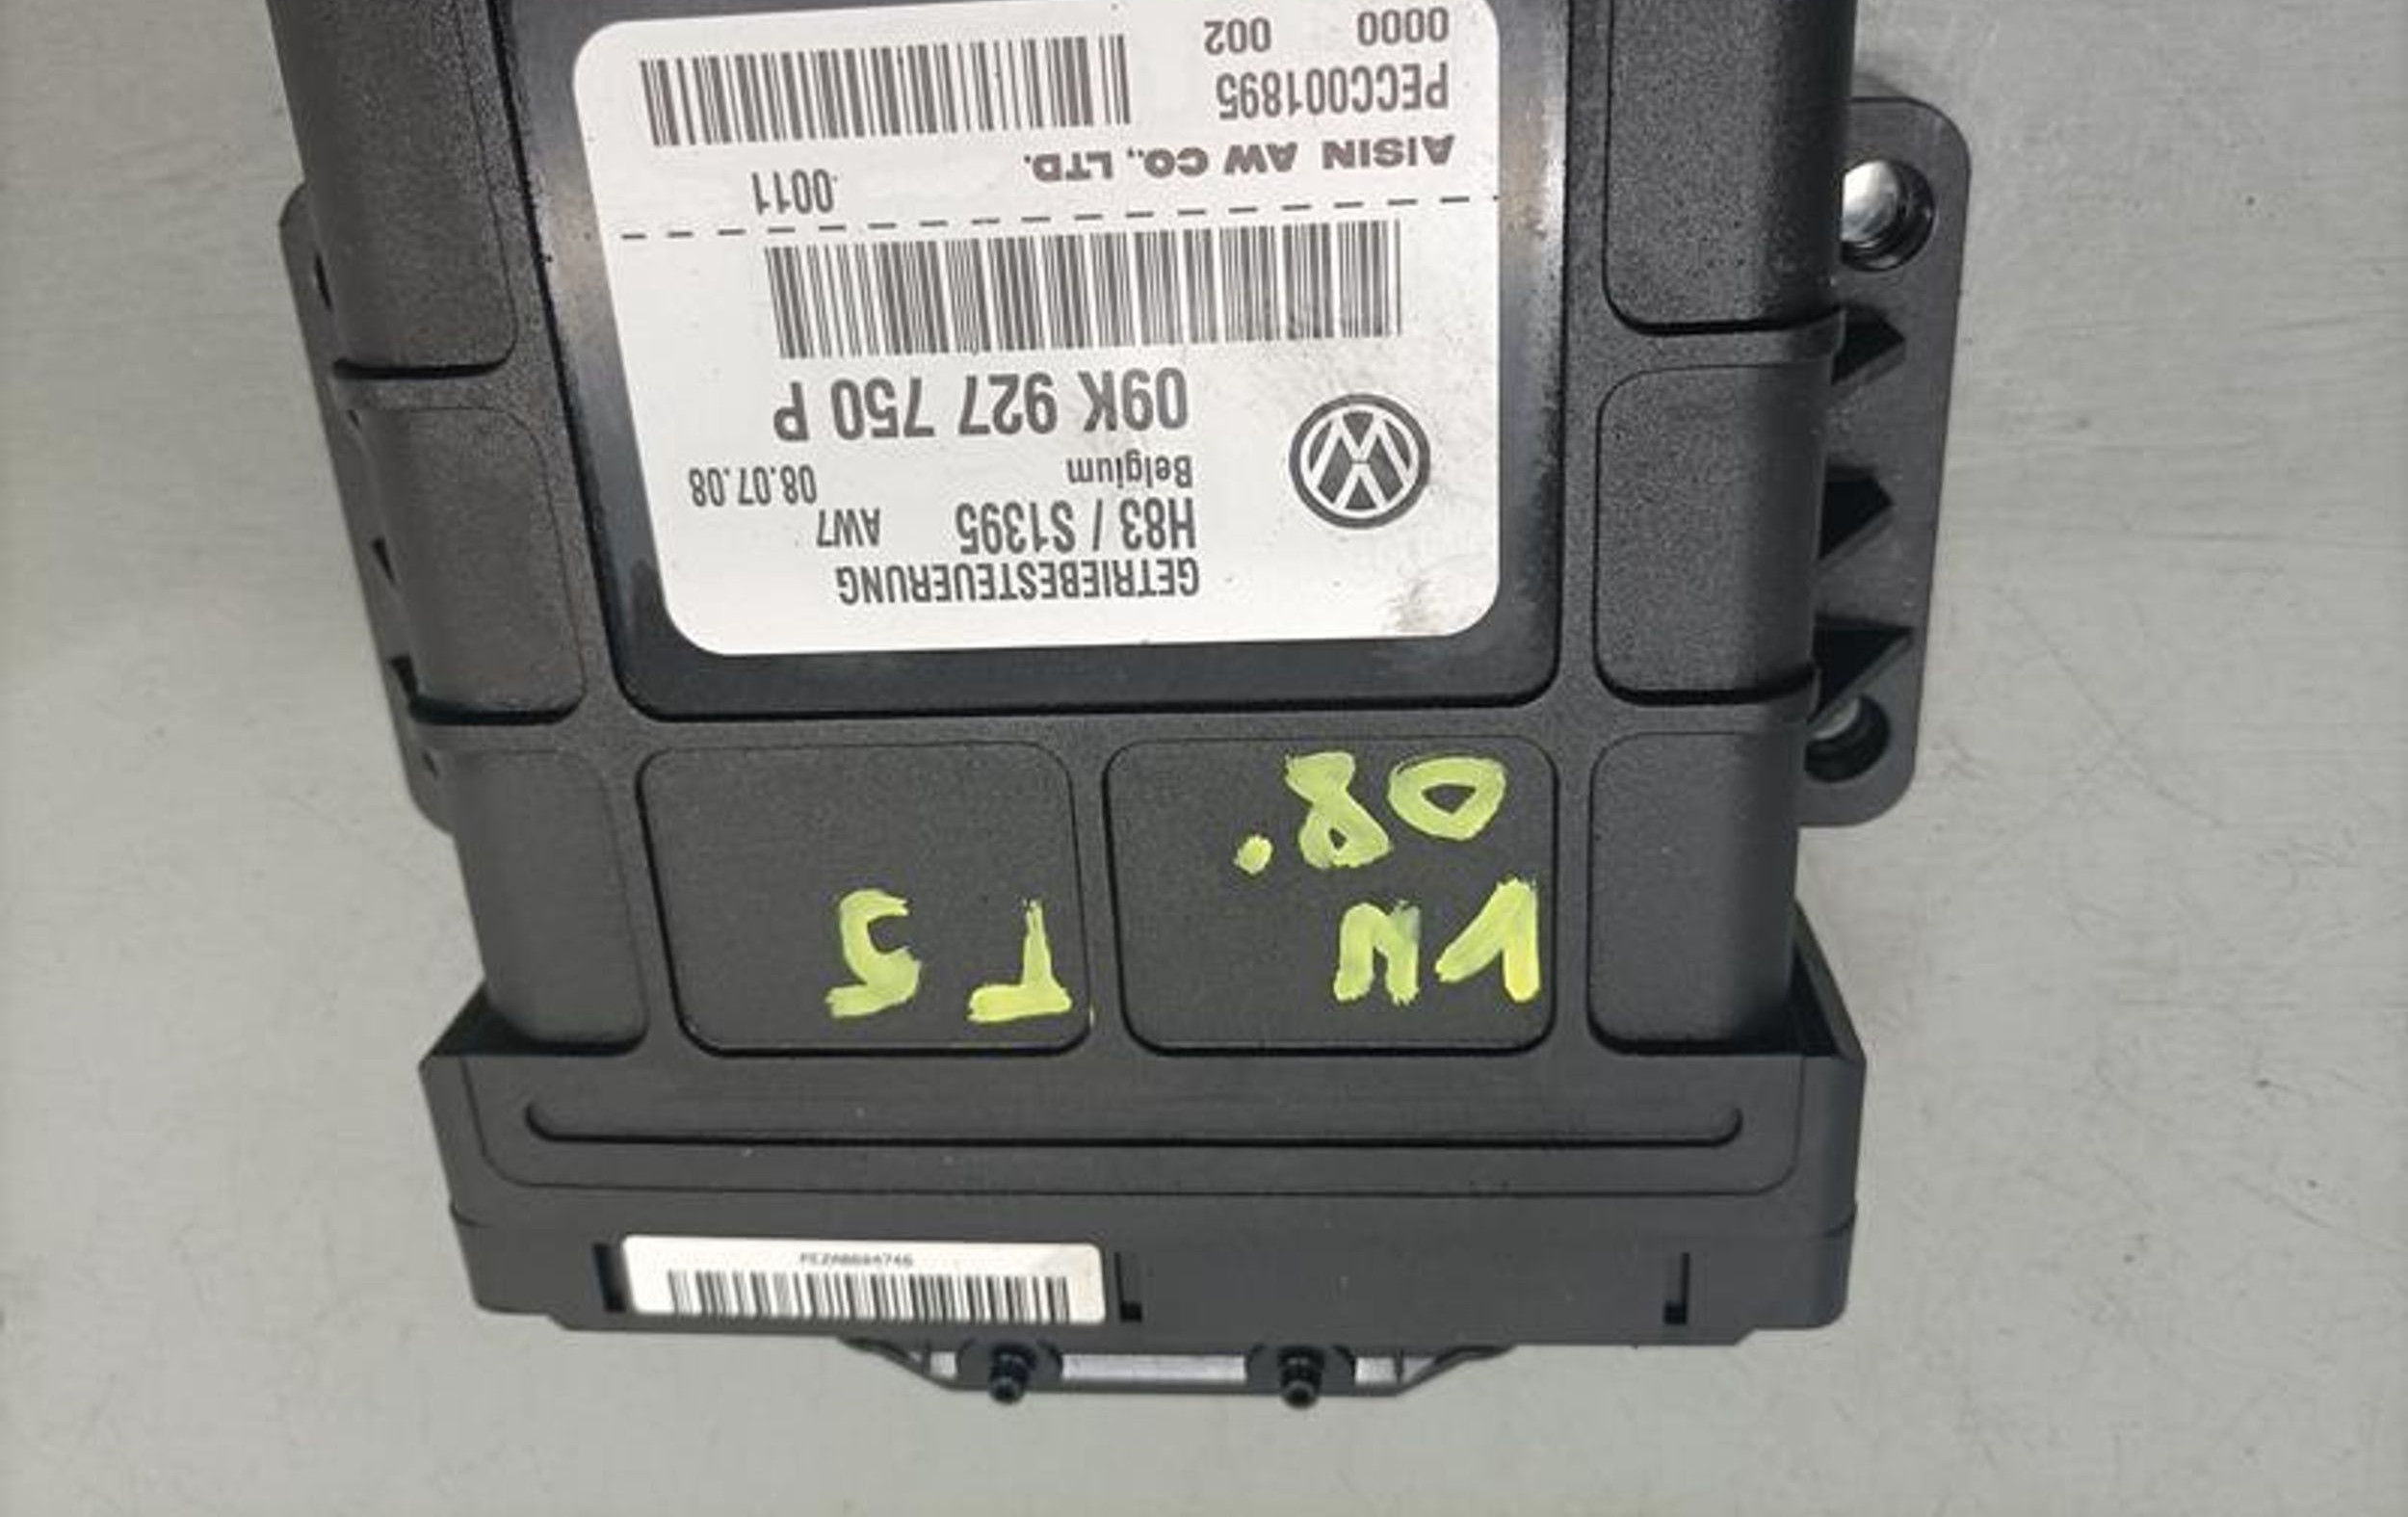 PEZA8684746
VW T5
08.
GETRIEBESTEUERUNG
H83 / S1395 AW7
Belgium 08.07.08
09K 927 750 P
AISIN AW CO., LTD. .0011
PECC001895
0000 002